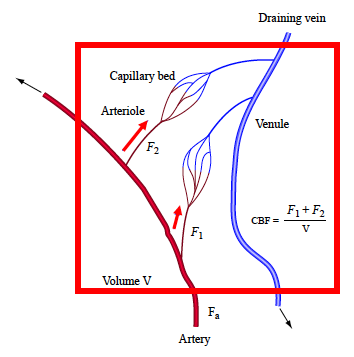 Draining vein
Capillary bed
Arteriole
Venule
F2
CBF = F1 + F2
V
F1
Volume V
Fa
Artery